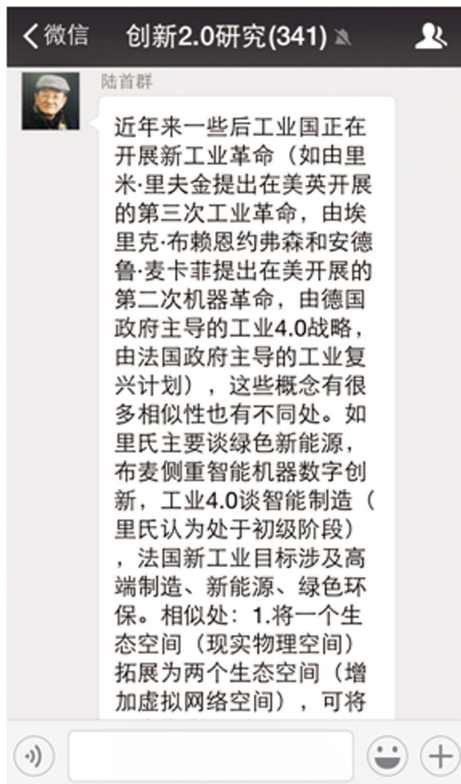 微信
创新2.0研究(341)
陆首群
近年来一些后工业国正在
开展新工业革命（如由里
米·里夫金提出在美英开展
的第三次工业革命，由埃
里克·布赖恩约弗森和安德
鲁·麦卡菲提出在美开展的
第二次机器革命，由德国
政府主导的工业4.0战略，
由法国政府主导的工业复
兴计划），这些概念有很
多相似性也有不同处。如
里氏主要谈绿色新能源，
布麦侧重智能机器数字创
新，工业4.0谈智能制造（
里氏认为处于初级阶段）
，法国新工业目标涉及高
端制造、新能源、绿色环
保。相似处：1.将一个生
态空间（现实物理空间）
拓展为两个生态空间（增
加虚拟网络空间），可将